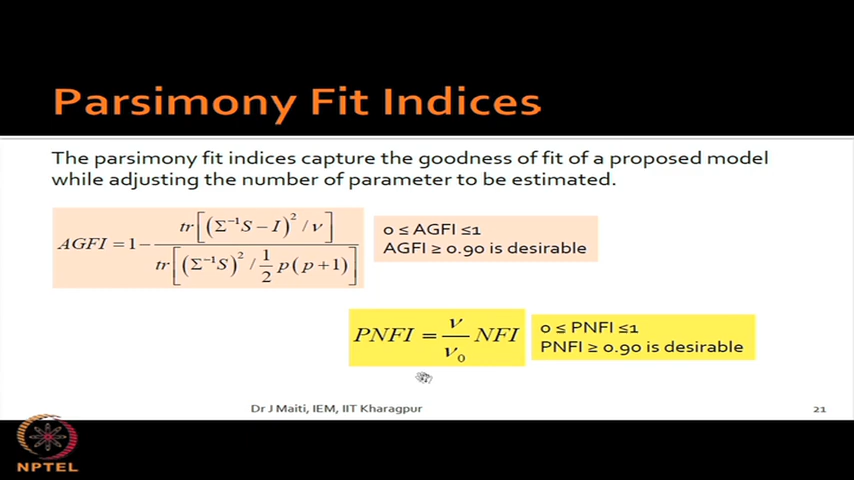 Parsimony Fit Indices
The parsimony fit indices capture the goodness of fit of a proposed model
while adjusting the number of parameter to be estimated.
AGFI = 1 − tr[(Σ⁻¹S − I)² / ν] / tr[(Σ⁻¹S)² / ½ p(p+1)]
0 ≤ AGFI ≤1
AGFI ≥ 0.90 is desirable
PNFI = ν/ν₀ NFI
0 ≤ PNFI ≤1
PNFI ≥ 0.90 is desirable
Dr J Maiti, IEM, IIT Kharagpur
21
NPTEL